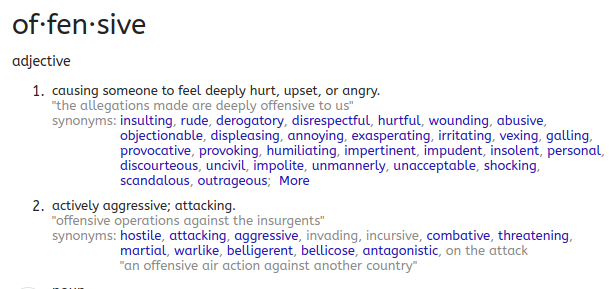 of·fen·sive
adjective
1. causing someone to feel deeply hurt, upset, or angry.
"the allegations made are deeply offensive to us"
synonyms: insulting, rude, derogatory, disrespectful, hurtful, wounding, abusive,
objectionable, displeasing, annoying, exasperating, irritating, vexing, galling,
provocative, provoking, humiliating, impertinent, impudent, insolent, personal,
discourteous, uncivil, impolite, unmannerly, unacceptable, shocking,
scandalous, outrageous; More
2. actively aggressive; attacking.
"offensive operations against the insurgents"
synonyms: hostile, attacking, aggressive, invading, incursive, combative, threatening,
martial, warlike, belligerent, bellicose, antagonistic, on the attack
"an offensive air action against another country"